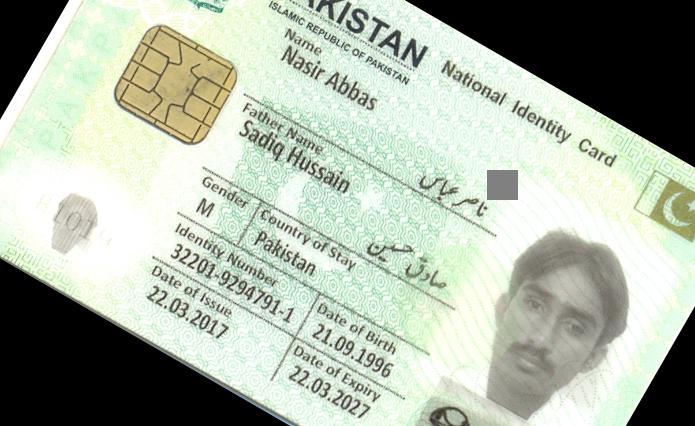 PAKISTAN National Identity Card
ISLAMIC REPUBLIC OF PAKISTAN
Name
Nasir Abbas
ناصر عباس
Father Name
Sadiq Hussain
صادق حسین
Gender Country of Stay
M Pakistan
Identity Number Date of Birth
32201-9294791-1 21.09.1996
Date of Issue Date of Expiry
22.03.2017 22.03.2027